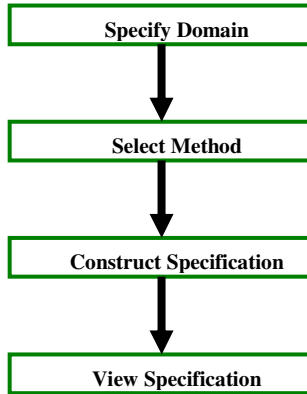 Specify Domain
Select Method
Construct Specification
View Specification